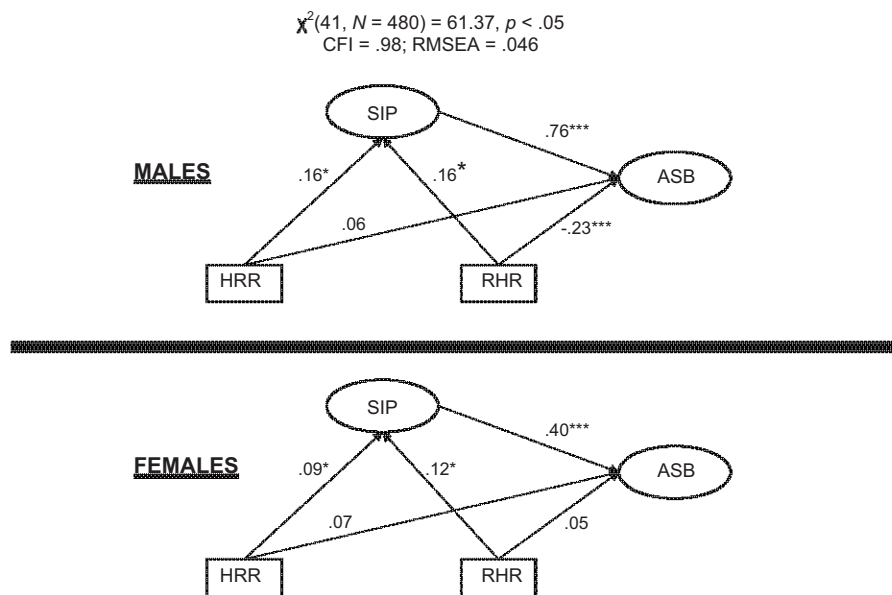 χ²(41, N = 480) = 61.37, p < .05
CFI = .98; RMSEA = .046
SIP
.76***
MALES
.16*
.16*
ASB
.06
-.23***
HRR
RHR
SIP
.40***
FEMALES
.09*
.12*
ASB
.07
.05
HRR
RHR